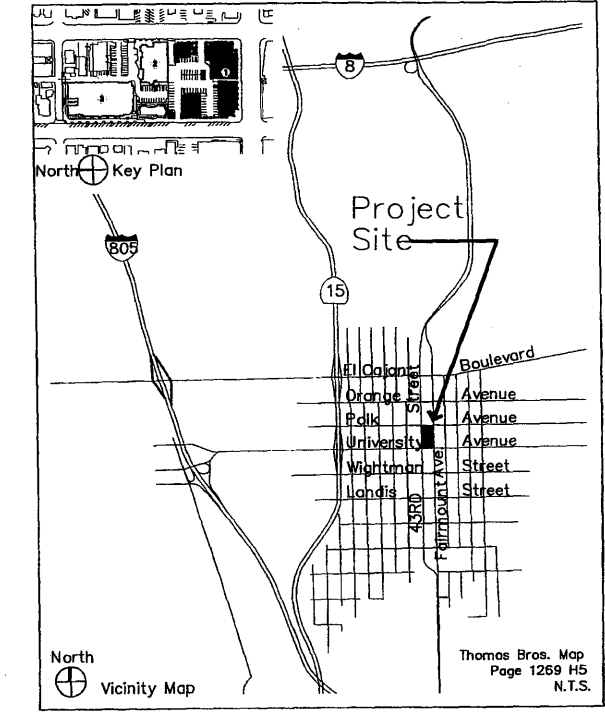 1
North Key Plan
8
Project
Site
805
15
El Cajon Boulevard
Orange Avenue
Polk Avenue
University Avenue
Wightman Street
Landis Street
43RD Street
Fairmount Ave.
North
Vicinity Map
Thomas Bros. Map
Page 1269 H5
N.T.S.